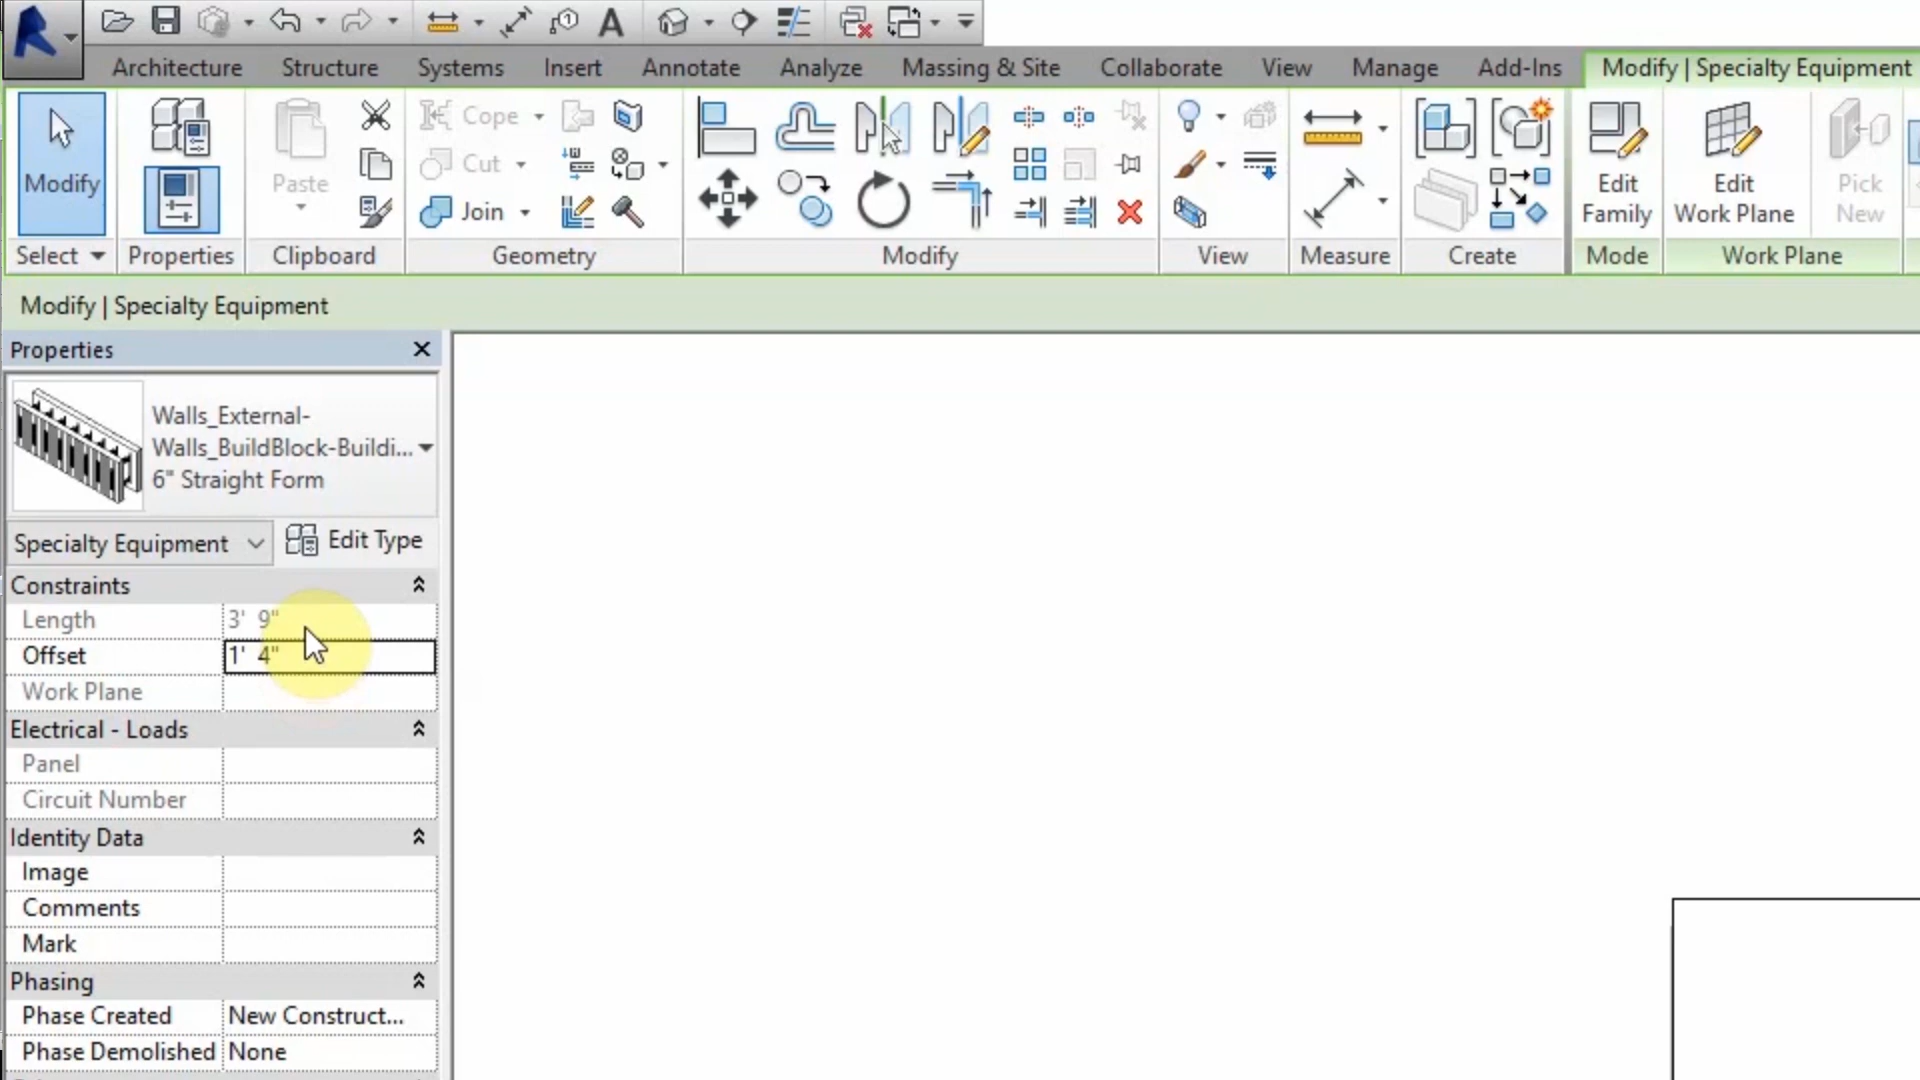 Architecture Structure Systems Insert Annotate Analyze Massing & Site Collaborate View Manage Add-Ins Modify | Specialty Equipment
Modify
Paste
Cope
Cut
Join
Edit
Family
Edit
Work Plane
Pick
New
Select Properties Clipboard Geometry Modify View Measure Create Mode Work Plane
Modify | Specialty Equipment
Properties
Walls_External-
Walls_BuildBlock-Buildi...
6" Straight Form
Specialty Equipment Edit Type
Constraints
Length 3' 9"
Offset 1' 4"
Work Plane
Electrical - Loads
Panel
Circuit Number
Identity Data
Image
Comments
Mark
Phasing
Phase Created New Construct...
Phase Demolished None